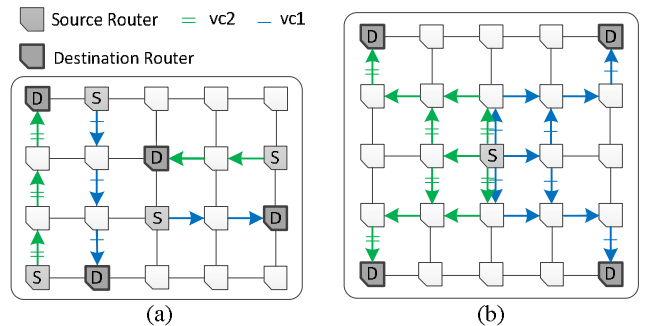 Source Router = vc2 – vc1
Destination Router
D S D D
D S
S D S
S D D D
(a) (b)